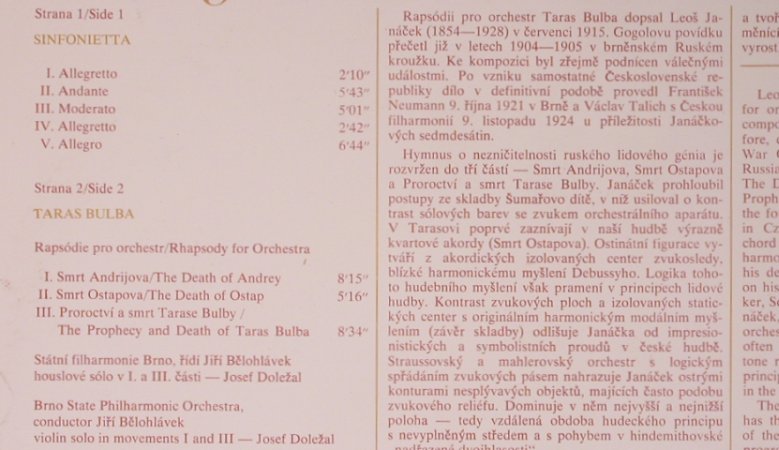 Strana 1/Side 1
SINFONIETTA
I. Allegretto 2'10"
II. Andante 5'43"
III. Moderato 5'01"
IV. Allegretto 2'42"
V. Allegro 6'44"
Strana 2/Side 2
TARAS BULBA
Rapsódie pro orchestr/Rhapsody for Orchestra
I. Smrt Andrijova/The Death of Andrey 8'15"
II. Smrt Ostapova/The Death of Ostap 5'16"
III. Proroctví a smrt Tarase Bulby /
The Prophecy and Death of Taras Bulba 8'34"
Státní filharmonie Brno, řídí Jiří Bělohlávek
houslové sólo v I. a III. části — Josef Doležal
Brno State Philharmonic Orchestra,
conductor Jiří Bělohlávek
violin solo in movements I and III — Josef Doležal
Rapsódii pro orchestr Taras Bulba dopsal Leoš Ja-
náček (1854—1928) v červenci 1915. Gogolovu povídku
přečetl již v letech 1904—1905 v brněnském Ruském
kroužku. Ke kompozici byl zřejmě podnícen válečnými
událostmi. Po vzniku samostatné Československé re-
publiky dílo v definitivní podobě provedl František
Neumann 9. října 1921 v Brně a Václav Talich s Českou
filharmonií 9. listopadu 1924 u příležitosti Janáčko-
vých sedmdesátin.
Hymnus o nezničitelnosti ruského lidového génia je
rozvržen do tří částí — Smrt Andrijova, Smrt Ostapova
a Proroctví a smrt Tarase Bulby. Janáček prohloubil
postupy ze skladby Šumařovo dítě, v níž usiloval o kon-
trast sólových barev se zvukem orchestrálního aparátu.
V Tarasovi poprvé zaznívají v naší hudbě výrazně
kvartové akordy (Smrt Ostapova). Ostinátní figurace vy-
tváří z akordických izolovaných center zvukosledy,
blízké harmonickému myšlení Debussyho. Logika toho-
to hudebního myšlení však pramení v principech lidové
hudby. Kontrast zvukových ploch a izolovaných static-
kých center s originálním harmonickým modálním myš-
lením (závěr skladby) odlišuje Janáčka od impresio-
nistických a symbolistních proudů v české hudbě.
Straussovský a mahlerovský orchestr s logickým
spřádáním zvukových pásem nahrazuje Janáček ostrými
konturami nesplývavých objektů, majících často podobu
zvukového reliéfu. Dominuje v něm nejvyšší a nejnižší
poloha — tedy vzdálená obdoba hudeckého principu
s nevyplněným středem a s pohybem v hindemithovské
„nadřazené dvojhlasosti“.
a tvoř
měníc
vyrost
Leo
for or
compo
fore, c
War C
Russia
The D
Proph
the fo
in Cz
chord
harmo
his de
on his
ker, Se
náček,
orches
often
tone r
princip
in the
The
has th
of the